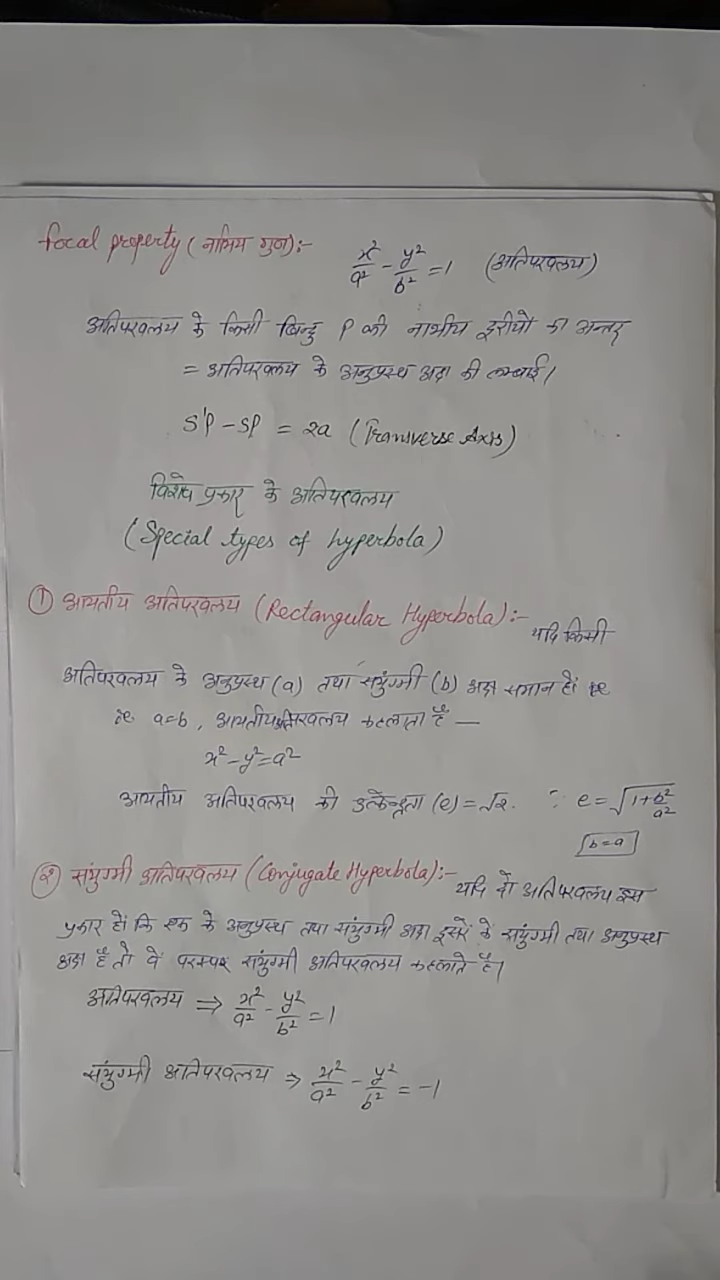 focal property (नाभिय गुण):- x²/a² - y²/b² = 1 (अतिपरवलय)
अतिपरवलय के किसी बिन्दु P की नाभीय दूरीयों का अन्तर
= अतिपरवलय के अनुप्रस्थ अक्ष की लम्बाई।
S'P - SP = 2a (Transverse Axis)
विशेष प्रकार के अतिपरवलय
(Special types of hyperbola)
① आयतीय अतिपरवलय (Rectangular Hyperbola):- यदि किसी
अतिपरवलय के अनुप्रस्थ (a) तथा संयुग्मी (b) अक्ष समान हों
ie a=b, आयतीय अतिपरवलय कहलाता है —
x² - y² = a²
आयतीय अतिपरवलय की उत्केन्द्रता (e) = √2. ∵ e = √(1 + b²/a²)
b = a
② संयुग्मी अतिपरवलय (Conjugate Hyperbola):- यदि दो अतिपरवलय इस
प्रकार हों कि एक के अनुप्रस्थ तथा संयुग्मी अक्ष दूसरे के संयुग्मी तथा अनुप्रस्थ
अक्ष हैं तो वे परस्पर संयुग्मी अतिपरवलय कहलाते हैं।
अतिपरवलय ⇒ x²/a² - y²/b² = 1
संयुग्मी अतिपरवलय ⇒ x²/a² - y²/b² = -1